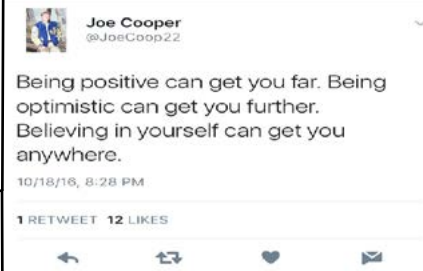 Joe Cooper
@JoeCoop22
Being positive can get you far. Being
optimistic can get you further.
Believing in yourself can get you
anywhere.
10/18/16, 8:28 PM
1 RETWEET 12 LIKES